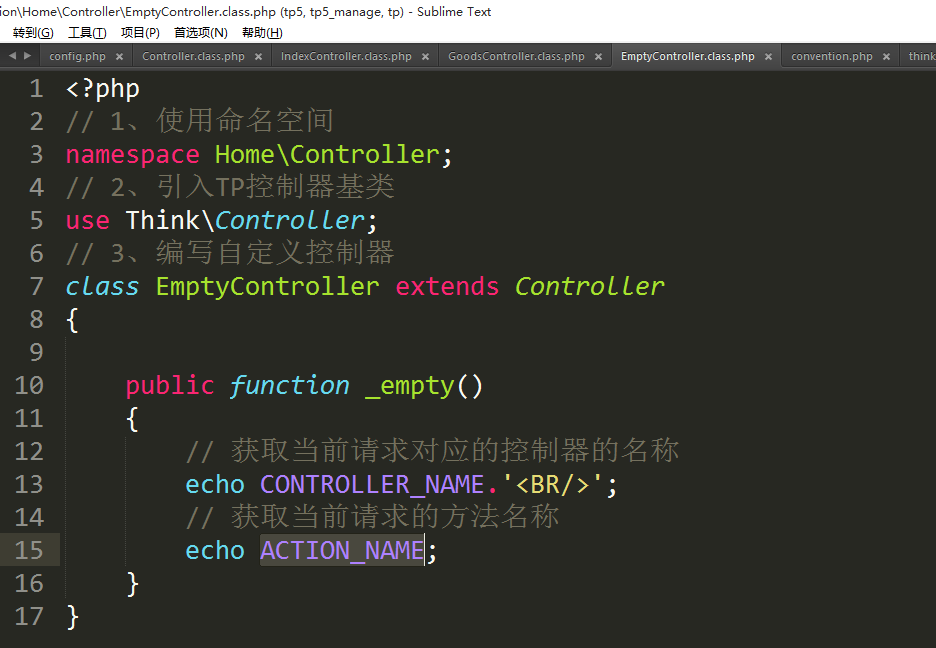 ion\Home\Controller\EmptyController.class.php (tp5, tp5_manage, tp) - Sublime Text
转到(G) 工具(T) 项目(P) 首选项(N) 帮助(H)
config.php × Controller.class.php × IndexController.class.php × GoodsController.class.php × EmptyController.class.php × convention.php × think
1 <?php
2 // 1、使用命名空间
3 namespace Home\Controller;
4 // 2、引入TP控制器基类
5 use Think\Controller;
6 // 3、编写自定义控制器
7 class EmptyController extends Controller
8 {
9
10 public function _empty()
11 {
12 // 获取当前请求对应的控制器的名称
13 echo CONTROLLER_NAME.'<BR/>';
14 // 获取当前请求的方法名称
15 echo ACTION_NAME;
16 }
17 }